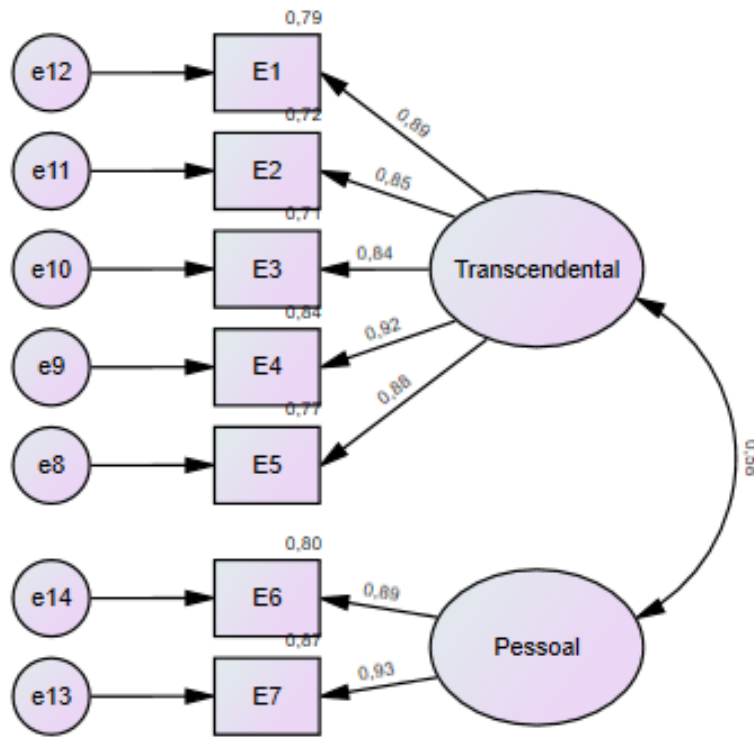 0,79
e12
E1
0,89
0,72
e11
E2
0,85
0,71
e10
E3
0,84
Transcendental
0,84
e9
E4
0,92
0,77
e8
E5
0,88
0,80
e14
E6
0,89
0,87
Pessoal
e13
E7
0,93